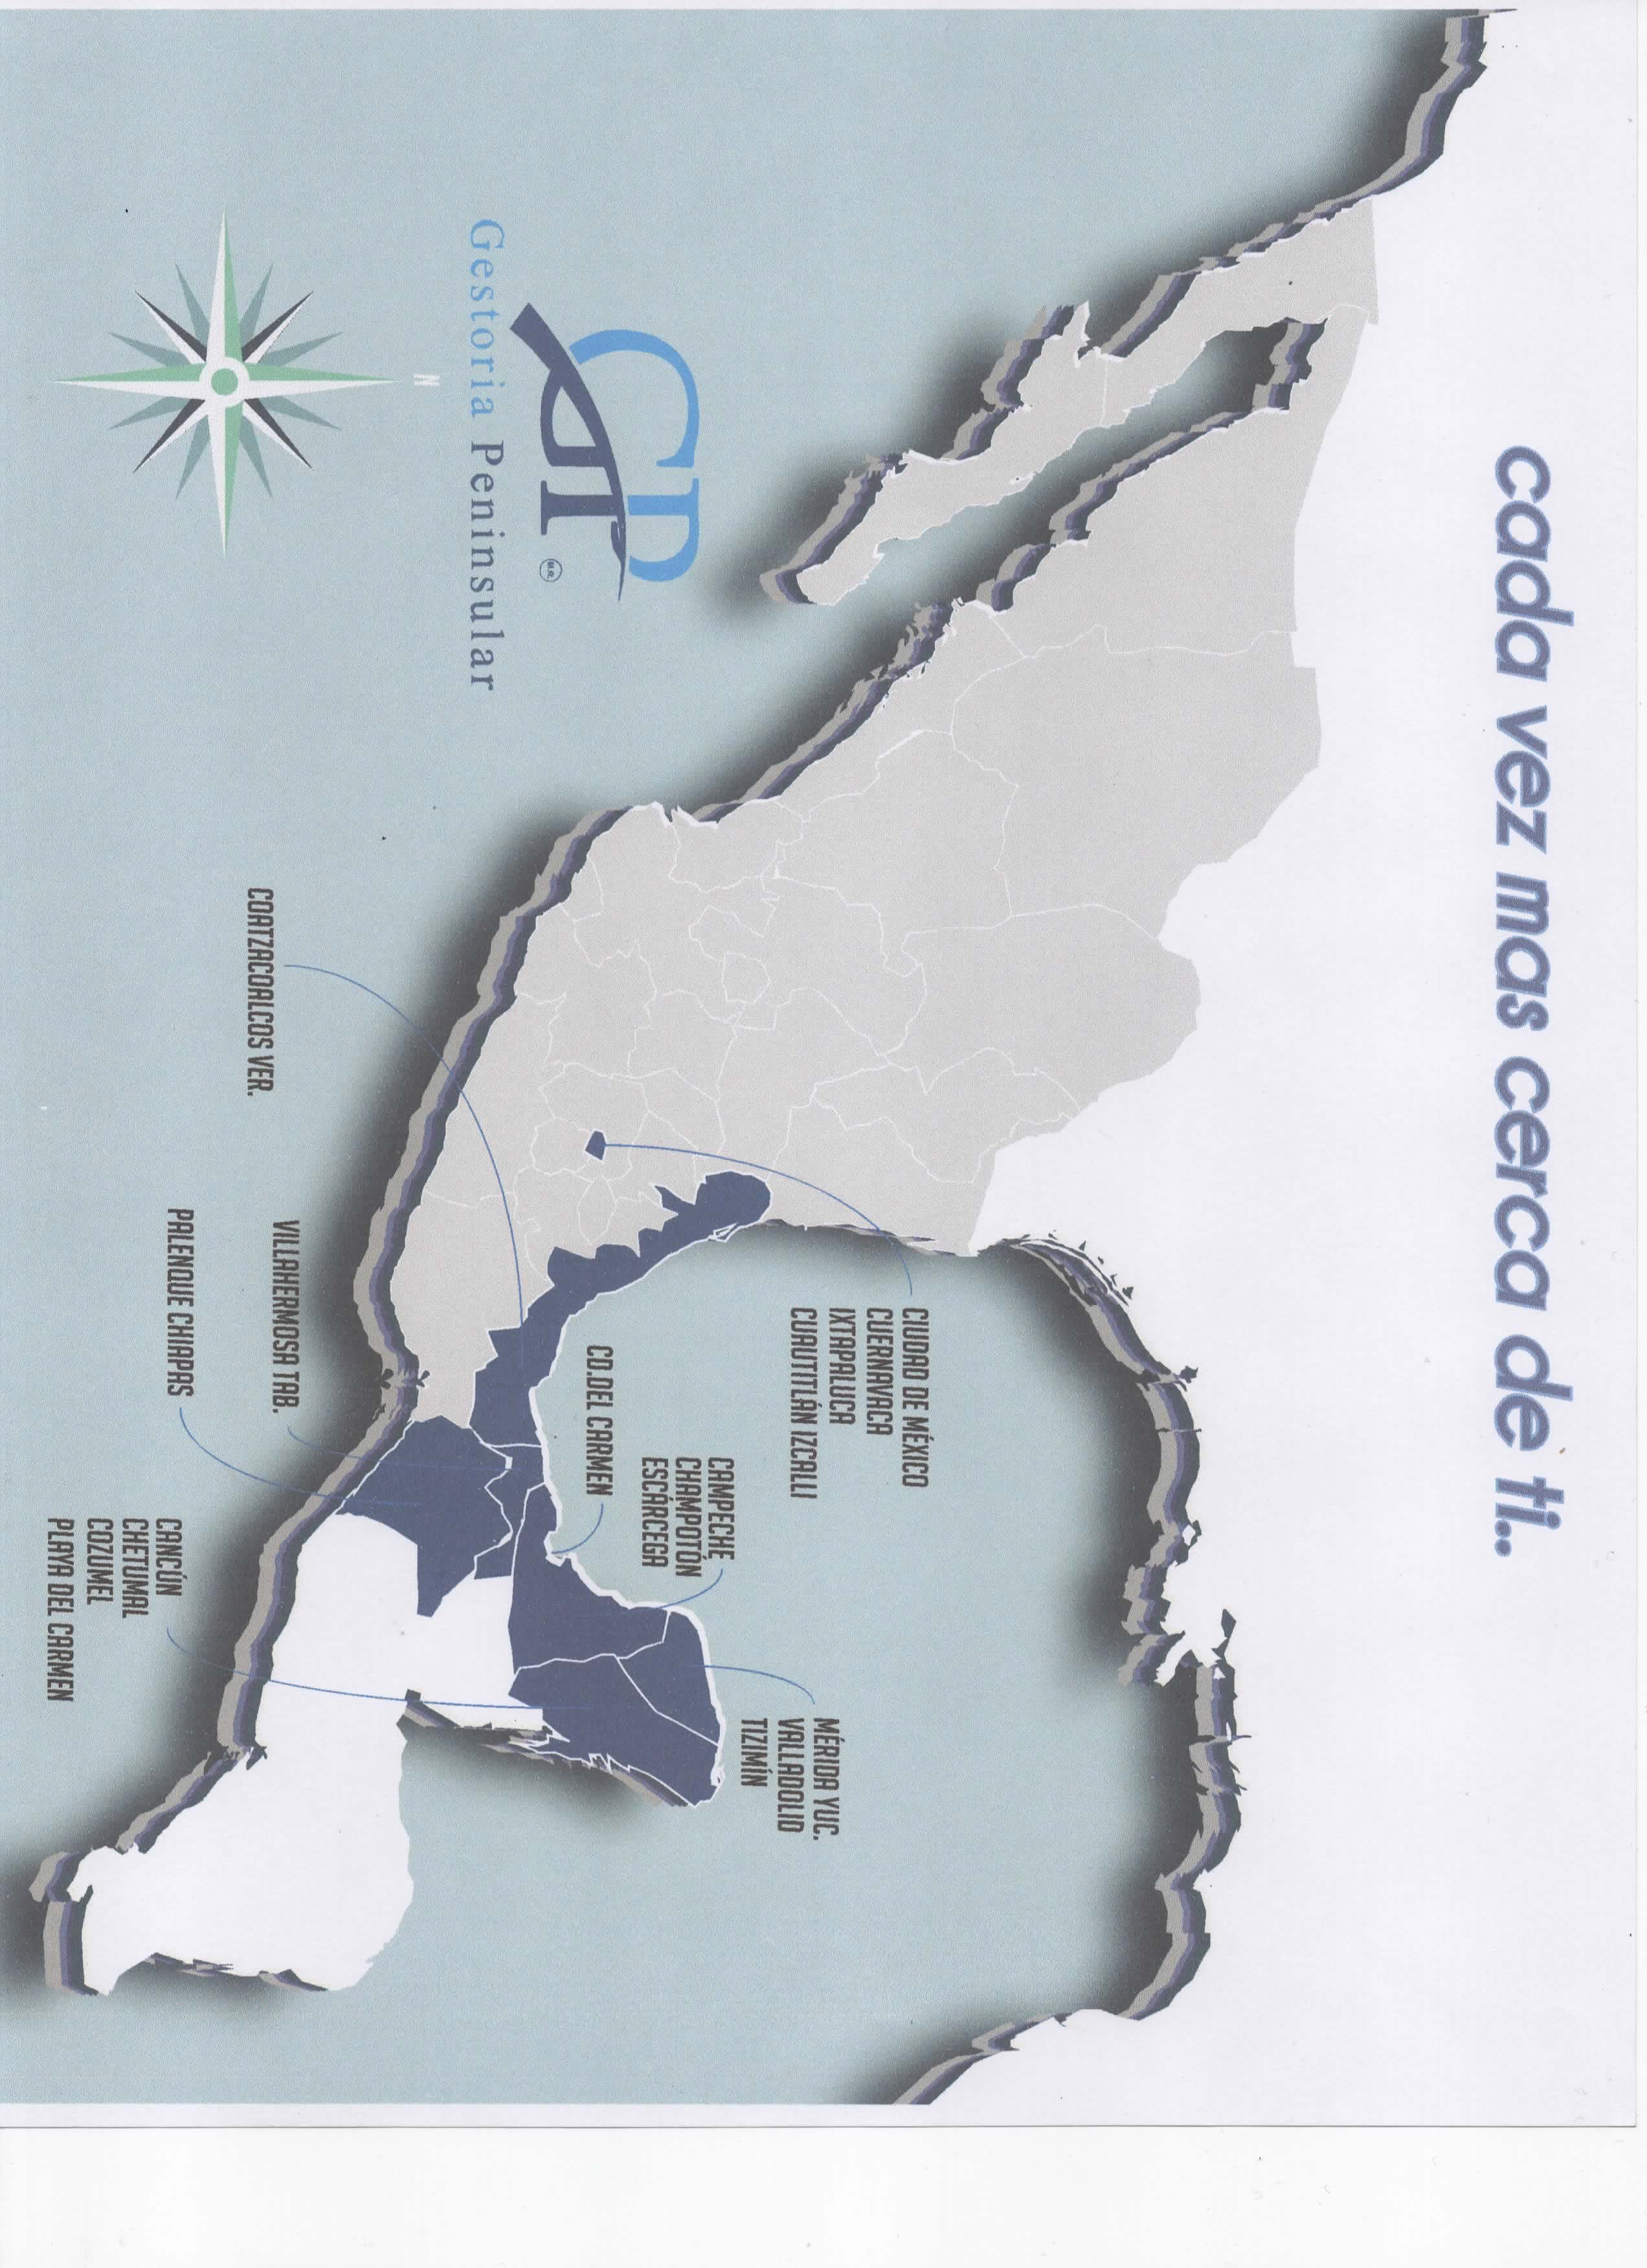 cada vez mas cerca de ti..
CIUDAD DE MÉXICO
CUERNAVACA
IXTAPALUCA
CUAUTITLÁN IZCALLI
MÉRIDA YUC.
VALLADOLID
TIZIMÍN
CAMPECHE
CHAMPOTÓN
ESCÁRCEGA
CD.DEL CARMEN
GP
M.R.
Gestoria Peninsular
N
COATZACOALCOS VER.
VILLAHERMOSA TAB.
PALENQUE CHIAPAS
CANCÚN
CHETUMAL
COZUMEL
PLAYA DEL CARMEN